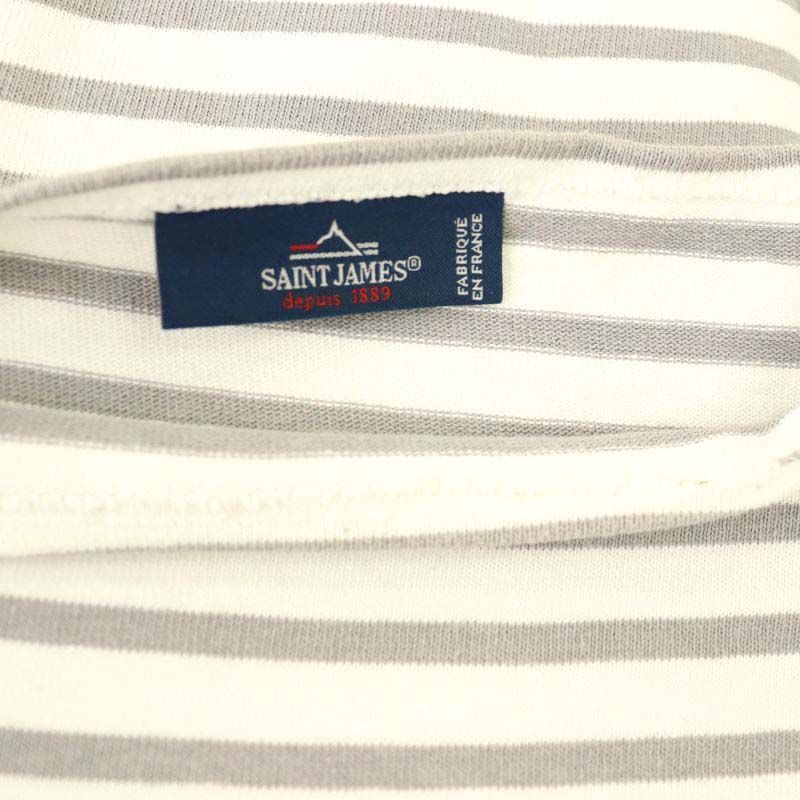 SAINT JAMES®
depuis 1889
FABRIQUÉ
EN FRANCE